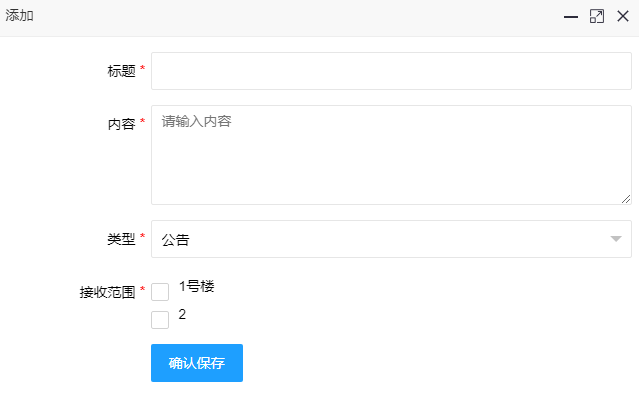 添加
标题 *
内容 *
请输入内容
类型 *
公告
接收范围 *
1号楼
2
确认保存